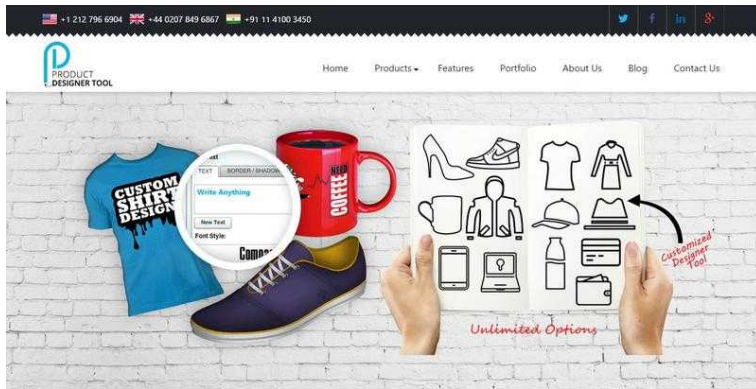 +1 212 796 6904 +44 0207 849 6867 +91 11 4100 3450
PRODUCT
DESIGNER TOOL
Home Products Features Portfolio About Us Blog Contact Us
CUSTOM
SHIRT
DESIGN
TEXT BORDER / SHADOW
Write Anything
New Text
Font Style:
NEED
COFFEE
Customized
Designer
Tool
Unlimited Options